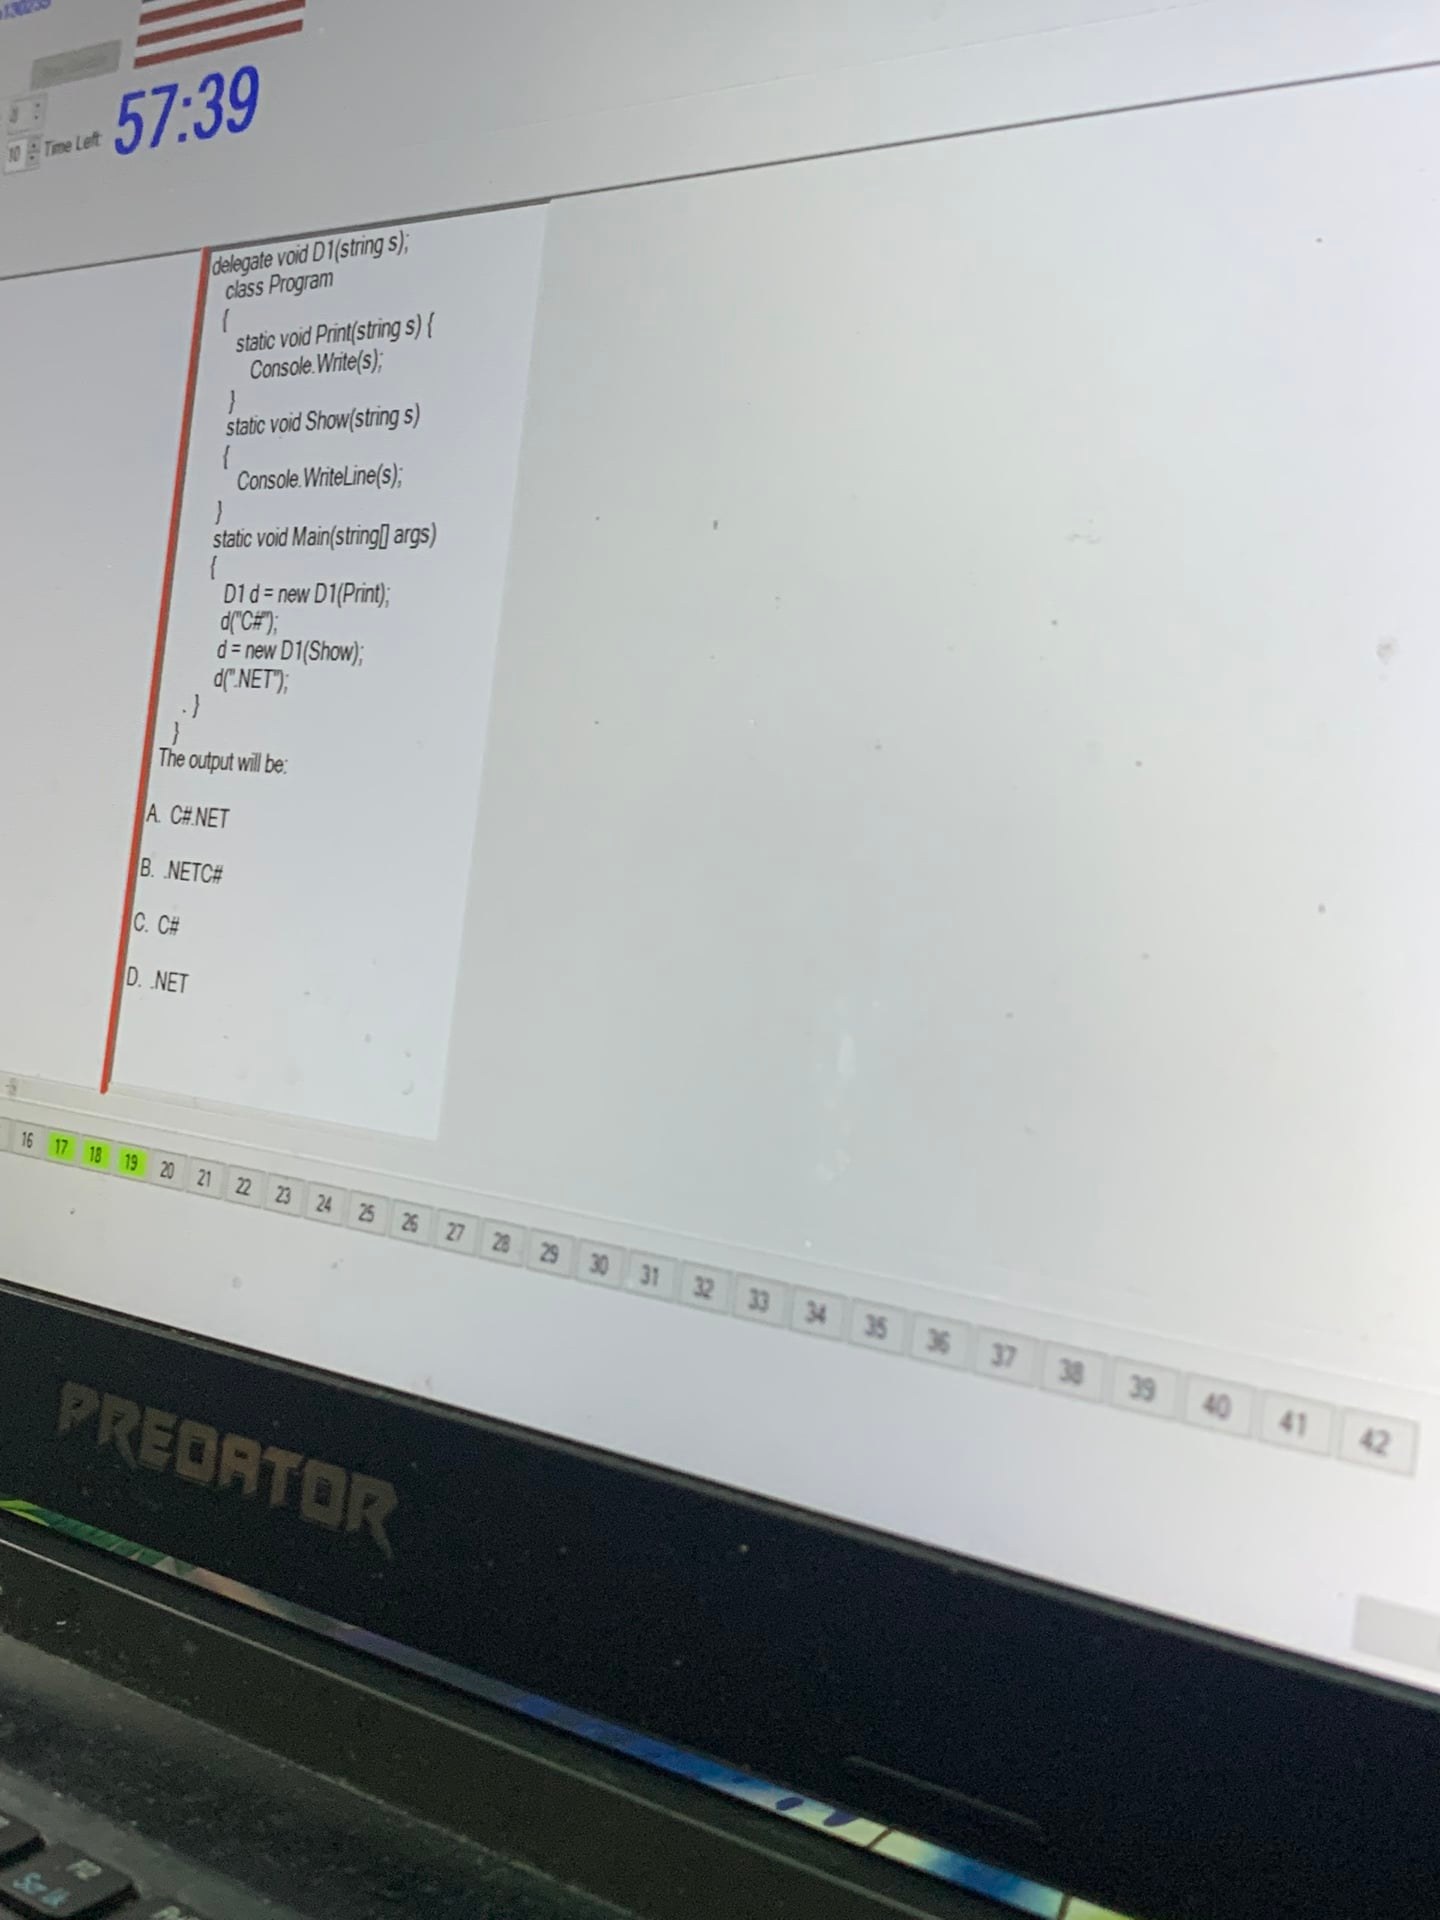 Time Left
57:39
10
delegate void D1(string s);
class Program
{
static void Print(string s) {
Console.Write(s);
}
static void Show(string s)
{
Console.WriteLine(s);
}
static void Main(string[] args)
{
D1 d = new D1(Print);
d("C#");
d = new D1(Show);
d(".NET");
. }
}
The output will be:
A. C#.NET
B. .NETC#
C. C#
D. .NET
16 17 18 19 20 21 22 23 24 25 26 27 28 29 30 31 32 33 34 35 36 37 38 39 40 41 42
PREDATOR
F2